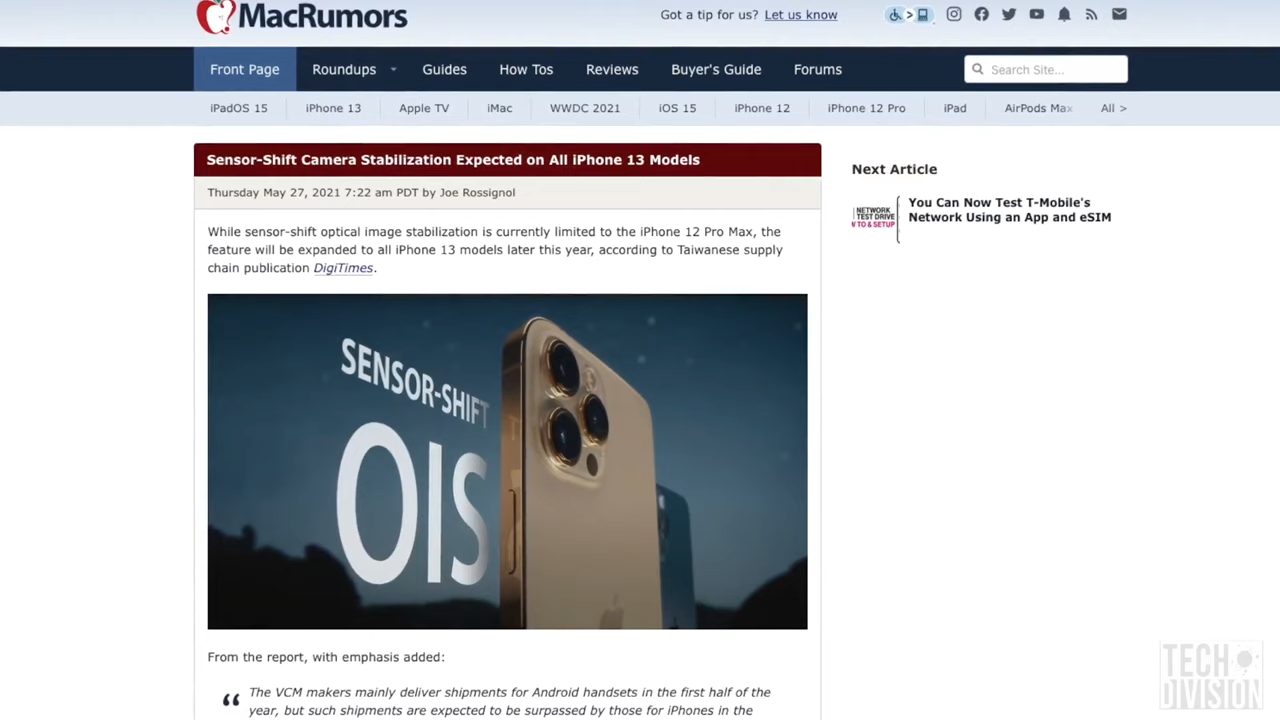 MacRumors
Got a tip for us? Let us know
Front Page Roundups Guides How Tos Reviews Buyer's Guide Forums Search Site...
iPadOS 15 iPhone 13 Apple TV iMac WWDC 2021 iOS 15 iPhone 12 iPhone 12 Pro iPad AirPods Max All >
Sensor-Shift Camera Stabilization Expected on All iPhone 13 Models
Thursday May 27, 2021 7:22 am PDT by Joe Rossignol
While sensor-shift optical image stabilization is currently limited to the iPhone 12 Pro Max, the
feature will be expanded to all iPhone 13 models later this year, according to Taiwanese supply
chain publication DigiTimes.
SENSOR-SHIFT
OIS
From the report, with emphasis added:
“ The VCM makers mainly deliver shipments for Android handsets in the first half of the
year, but such shipments are expected to be surpassed by those for iPhones in the
Next Article
NETWORK
TEST DRIVE
W TO & SETUP
You Can Now Test T-Mobile's
Network Using an App and eSIM
TECH
DIVISION